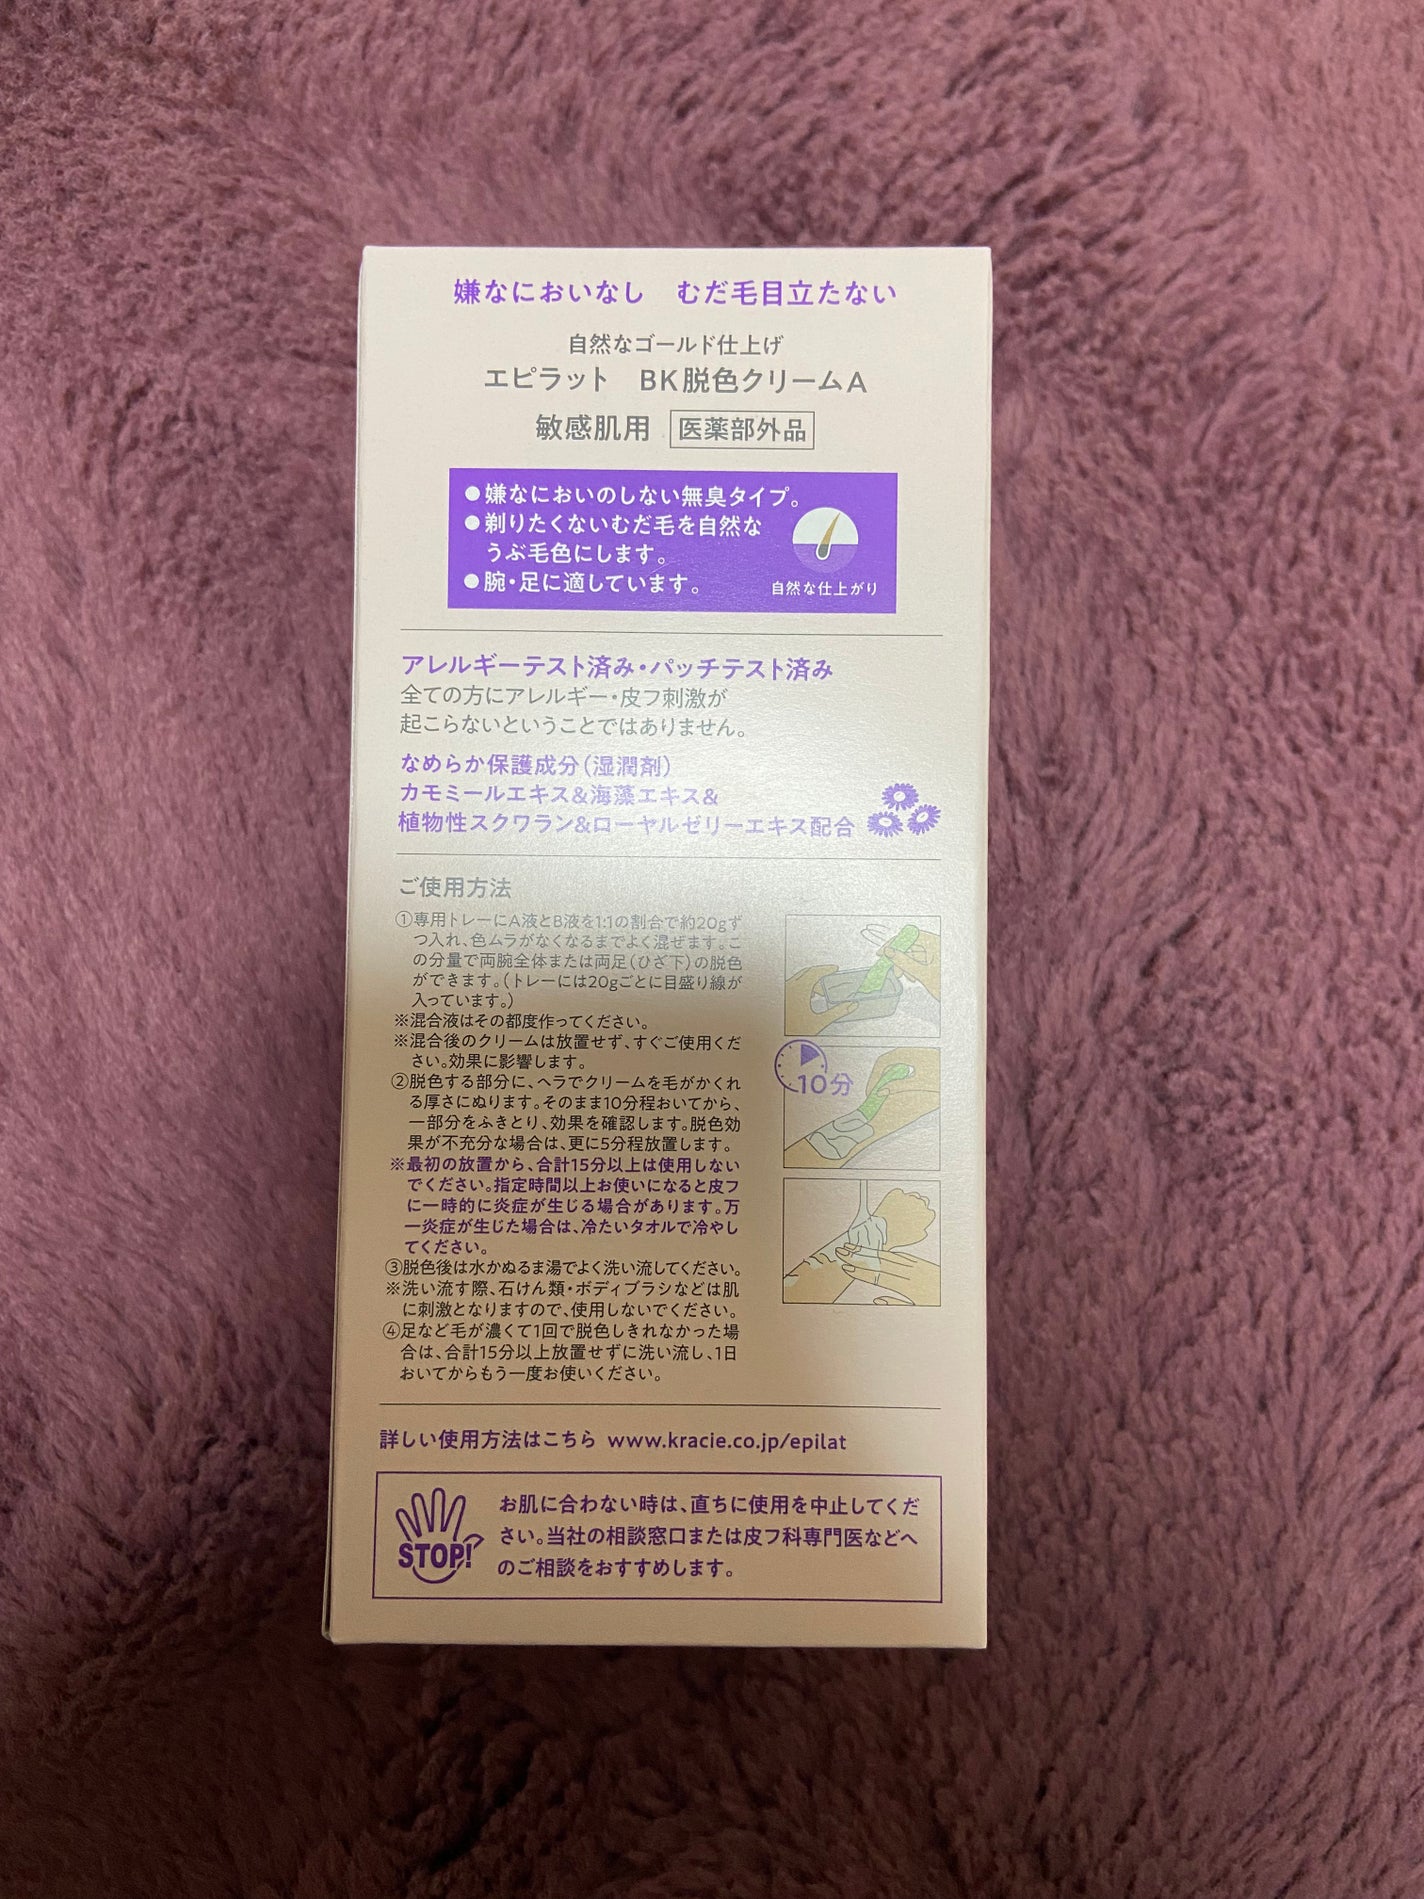 嫌なにおいなし　むだ毛目立たない
自然なゴールド仕上げ
エピラット　BK脱色クリームA
敏感肌用 医薬部外品
●嫌なにおいのしない無臭タイプ。
●剃りたくないむだ毛を自然な
うぶ毛色にします。
●腕・足に適しています。
自然な仕上がり
アレルギーテスト済み・パッチテスト済み
全ての方にアレルギー・皮フ刺激が
起こらないということではありません。
なめらか保護成分(湿潤剤)
カモミールエキス&海藻エキス&
植物性スクワラン&ローヤルゼリーエキス配合
ご使用方法
①専用トレーにA液とB液を1:1の割合で約20gず
つ入れ、色ムラがなくなるまでよく混ぜます。こ
の分量で両腕全体または両足(ひざ下)の脱色
ができます。(トレーには20gごとに目盛り線が
入っています。)
※混合液はその都度作ってください。
※混合後のクリームは放置せず、すぐご使用くだ
さい。効果に影響します。
②脱色する部分に、ヘラでクリームを毛がかくれ
る厚さにぬります。そのまま10分程おいてから、
一部分をふきとり、効果を確認します。脱色効
果が不充分な場合は、更に5分程放置します。
※最初の放置から、合計15分以上は使用しない
でください。指定時間以上お使いになると皮フ
に一時的に炎症が生じる場合があります。万
一炎症が生じた場合は、冷たいタオルで冷やし
てください。
③脱色後は水かぬるま湯でよく洗い流してください。
※洗い流す際、石けん類・ボディブラシなどは肌
に刺激となりますので、使用しないでください。
④足など毛が濃くて1回で脱色しきれなかった場
合は、合計15分以上放置せずに洗い流し、1日
おいてからもう一度お使いください。
10分
詳しい使用方法はこちら www.kracie.co.jp/epilat
STOP!
お肌に合わない時は、直ちに使用を中止してくだ
さい。当社の相談窓口または皮フ科専門医などへ
のご相談をおすすめします。